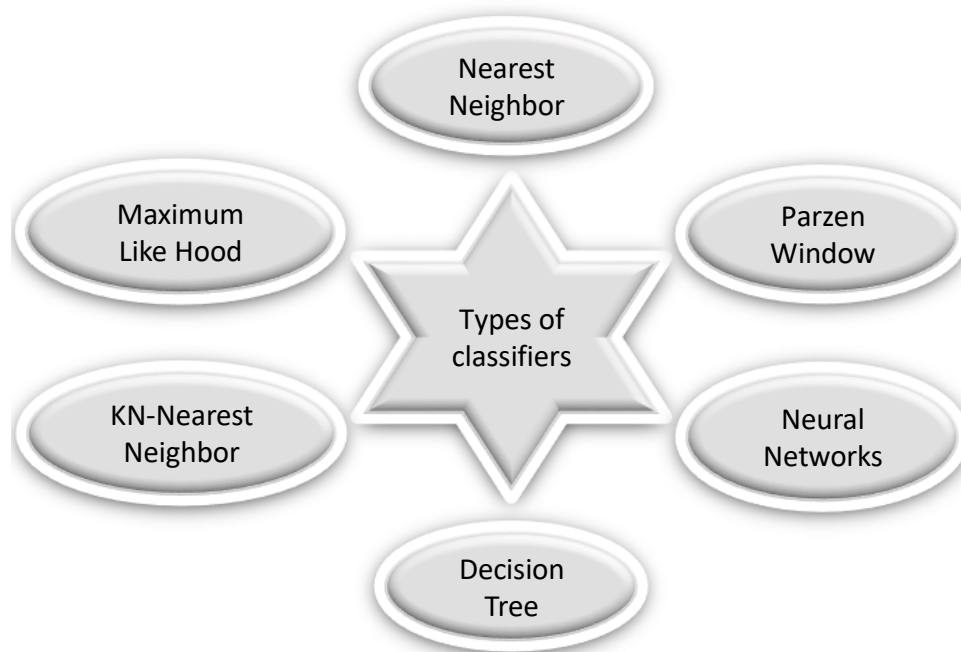 Nearest
Neighbor
Maximum
Like Hood
Parzen
Window
Types of
classifiers
KN-Nearest
Neighbor
Neural
Networks
Decision
Tree